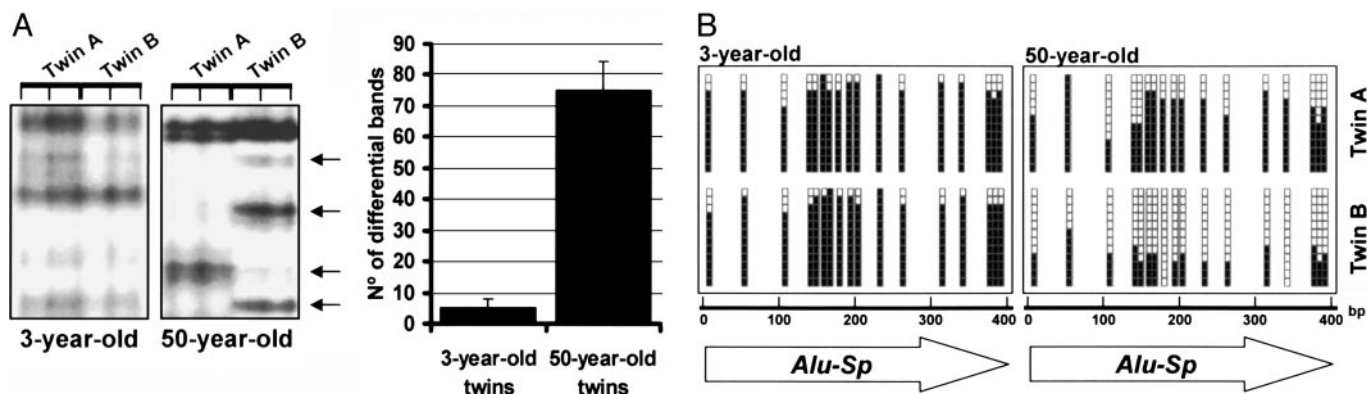 A
Twin A
Twin B
Twin A
Twin B
3-year-old
50-year-old
Nº of differential bands
90
80
70
60
50
40
30
20
10
0
3-year-old
twins
50-year-old
twins
B
3-year-old
50-year-old
Twin A
Twin B
0 100 200 300 400
0 100 200 300 400 bp
Alu-Sp
Alu-Sp